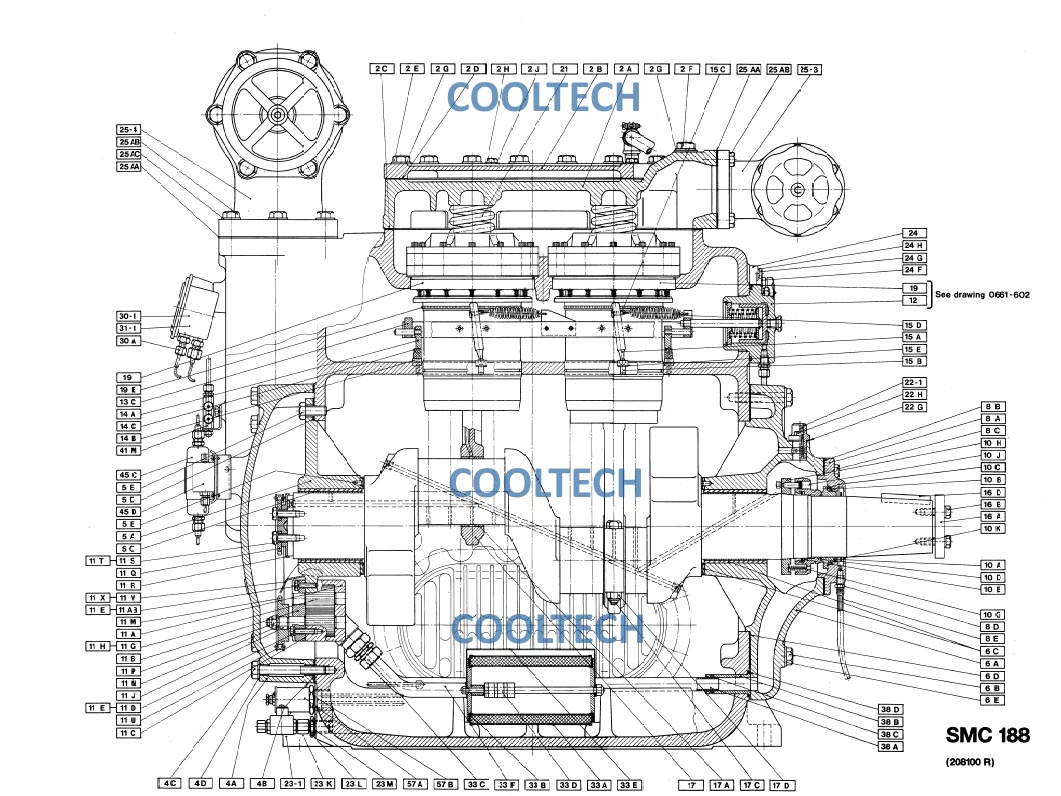 2 C 2 E 2 G 2 D 2 H 2 J 21 2 B 2 A 2 G 2 F 15 C 25 AA 25 AB 25-3
COOLTECH
25-4
25 AB
25 AC
25 AA
24
24 H
24 G
24 F
19
12
See drawing 0661-602
30-1
31-1
30 A
15 D
15 A
15 E
15 B
19
19 E
13 C
14 A
14 C
14 B
41 M
22-1
22 H
22 G
8 B
8 A
8 C
10 H
10 J
10 C
10 B
16 D
16 B
16 A
10 K
45 C
5 B
5 D
45 D
5 E
5 A
5 C
COOLTECH
11 T 11 S
11 Q
11 R
11 X 11 V
11 E 11 AB
11 M
11 A
11 H 11 G
11 B
11 P
11 N
11 J
11 E 11 D
11 U
11 C
10 A
10 D
10 E
10 G
8 D
8 E
6 C
6 A
6 D
6 B
6 E
COOLTECH
38 D
38 B
38 C
38 A
SMC 188
(208100 R)
4 C 4 D 4 A 4 B 23-1 23 K 23 L 23 M 57 A 57 B 33 C 33 F 33 B 33 D 33 A 33 E 17 17 A 17 C 17 D